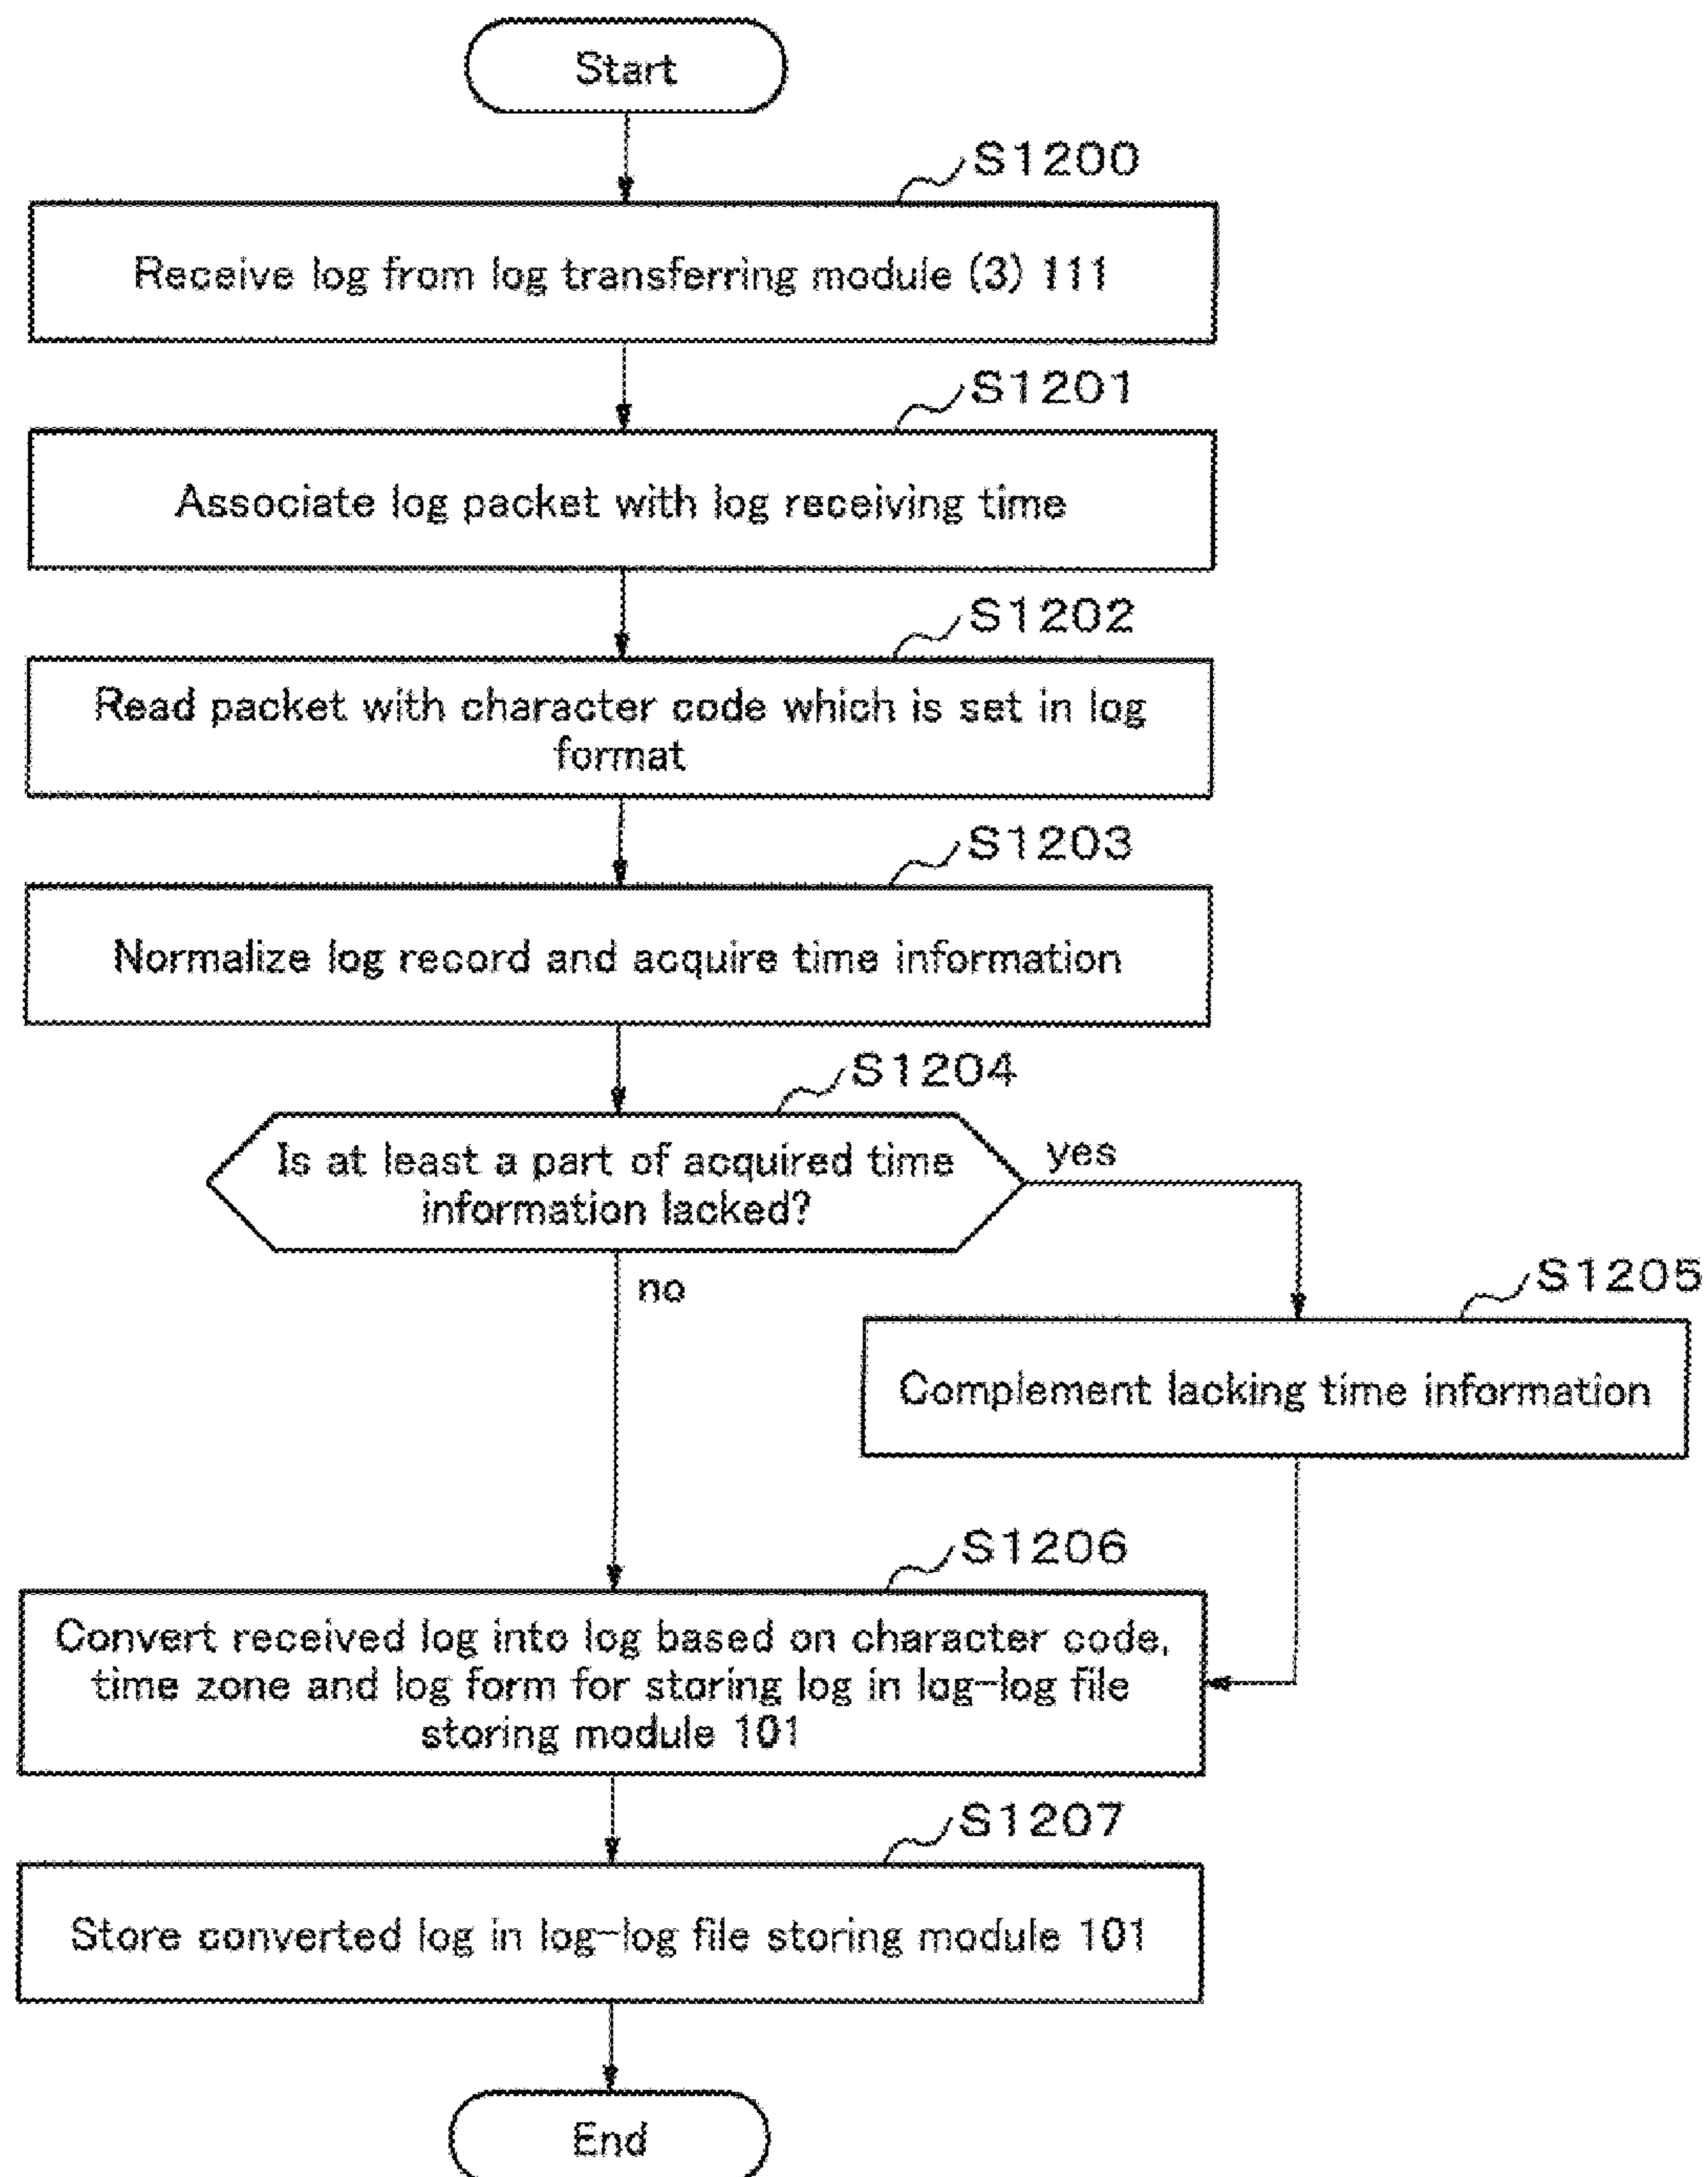 Start
S1200
Receive log from log transferring module (3) 111
S1201
Associate log packet with log receiving time
S1202
Read packet with character code which is set in log
format
S1203
Normalize log record and acquire time information
S1204
Is at least a part of acquired time
information lacked?
yes
no
S1205
Complement lacking time information
S1206
Convert received log into log based on character code,
time zone and log form for storing log in log-log file
storing module 101
S1207
Store converted log in log-log file storing module 101
End